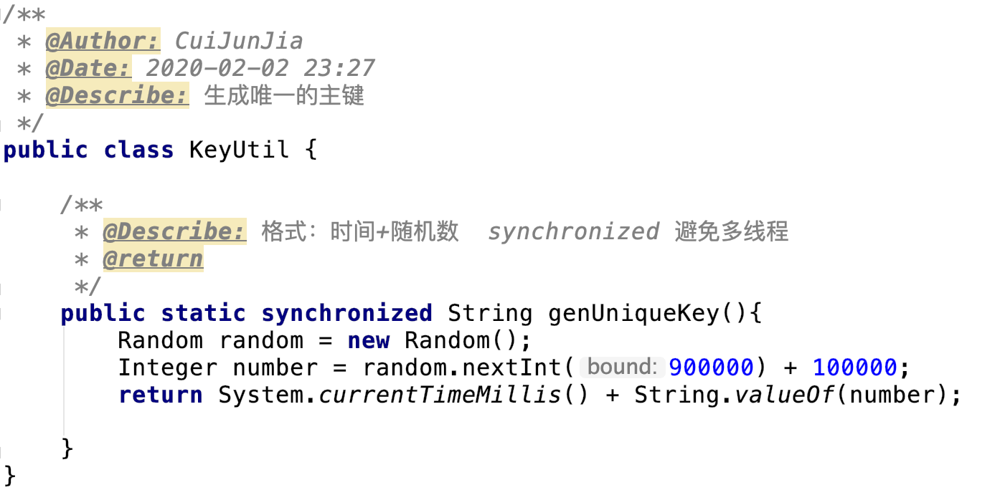 /**
 * @Author: CuiJunJia
 * @Date: 2020-02-02 23:27
 * @Describe: 生成唯一的主键
 */
public class KeyUtil {
    /**
     * @Describe: 格式：时间+随机数  synchronized 避免多线程
     * @return
     */
    public static synchronized String genUniqueKey(){
        Random random = new Random();
        Integer number = random.nextInt( bound: 900000) + 100000;
        return System.currentTimeMillis() + String.valueOf(number);
    }
}